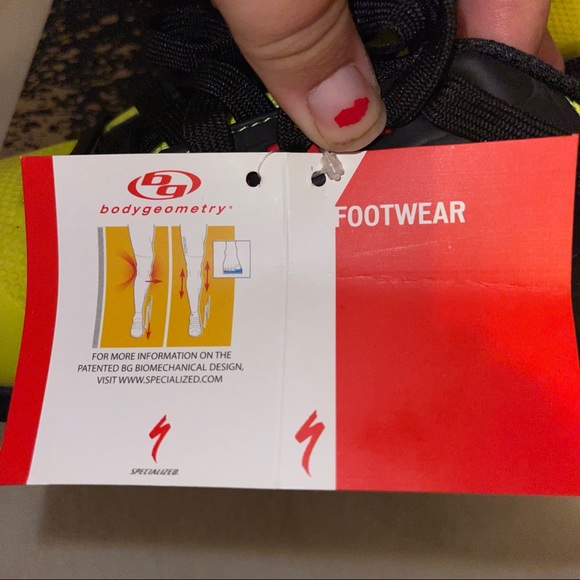 bg
bodygeometry®
FOR MORE INFORMATION ON THE
PATENTED BG BIOMECHANICAL DESIGN,
VISIT WWW.SPECIALIZED.COM
SPECIALIZED
FOOTWEAR